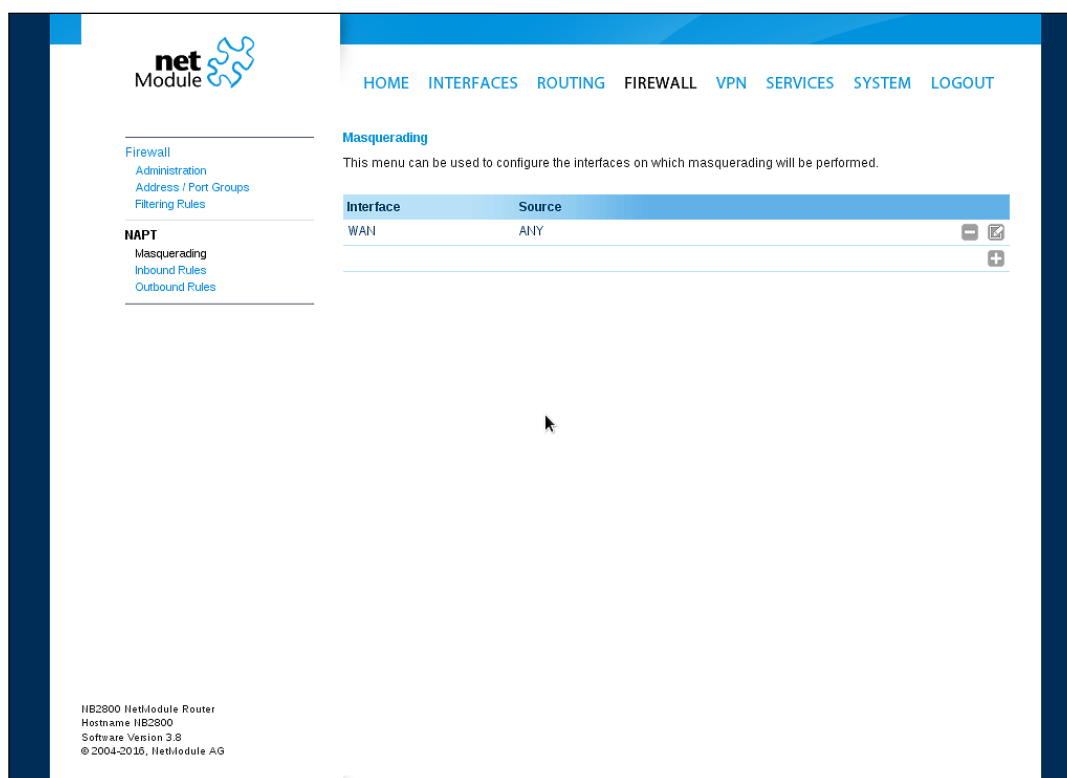 net
Module
HOME INTERFACES ROUTING FIREWALL VPN SERVICES SYSTEM LOGOUT
Firewall
Administration
Address / Port Groups
Filtering Rules
NAPT
Masquerading
Inbound Rules
Outbound Rules
Masquerading
This menu can be used to configure the interfaces on which masquerading will be performed.
Interface Source
WAN ANY
NB2800 NetModule Router
Hostname NB2800
Software Version 3.8
© 2004-2016, NetModule AG